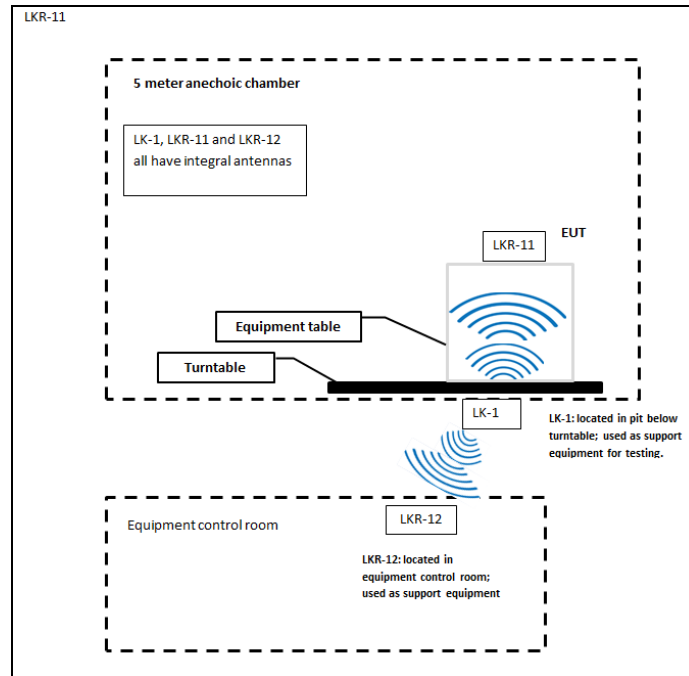 LKR-11
5 meter anechoic chamber
LK-1, LKR-11 and LKR-12
all have integral antennas
EUT
LKR-11
Equipment table
Turntable
LK-1
LK-1: located in pit below
turntable; used as support
equipment for testing.
LKR-12
Equipment control room
LKR-12: located in
equipment control room;
used as support equipment